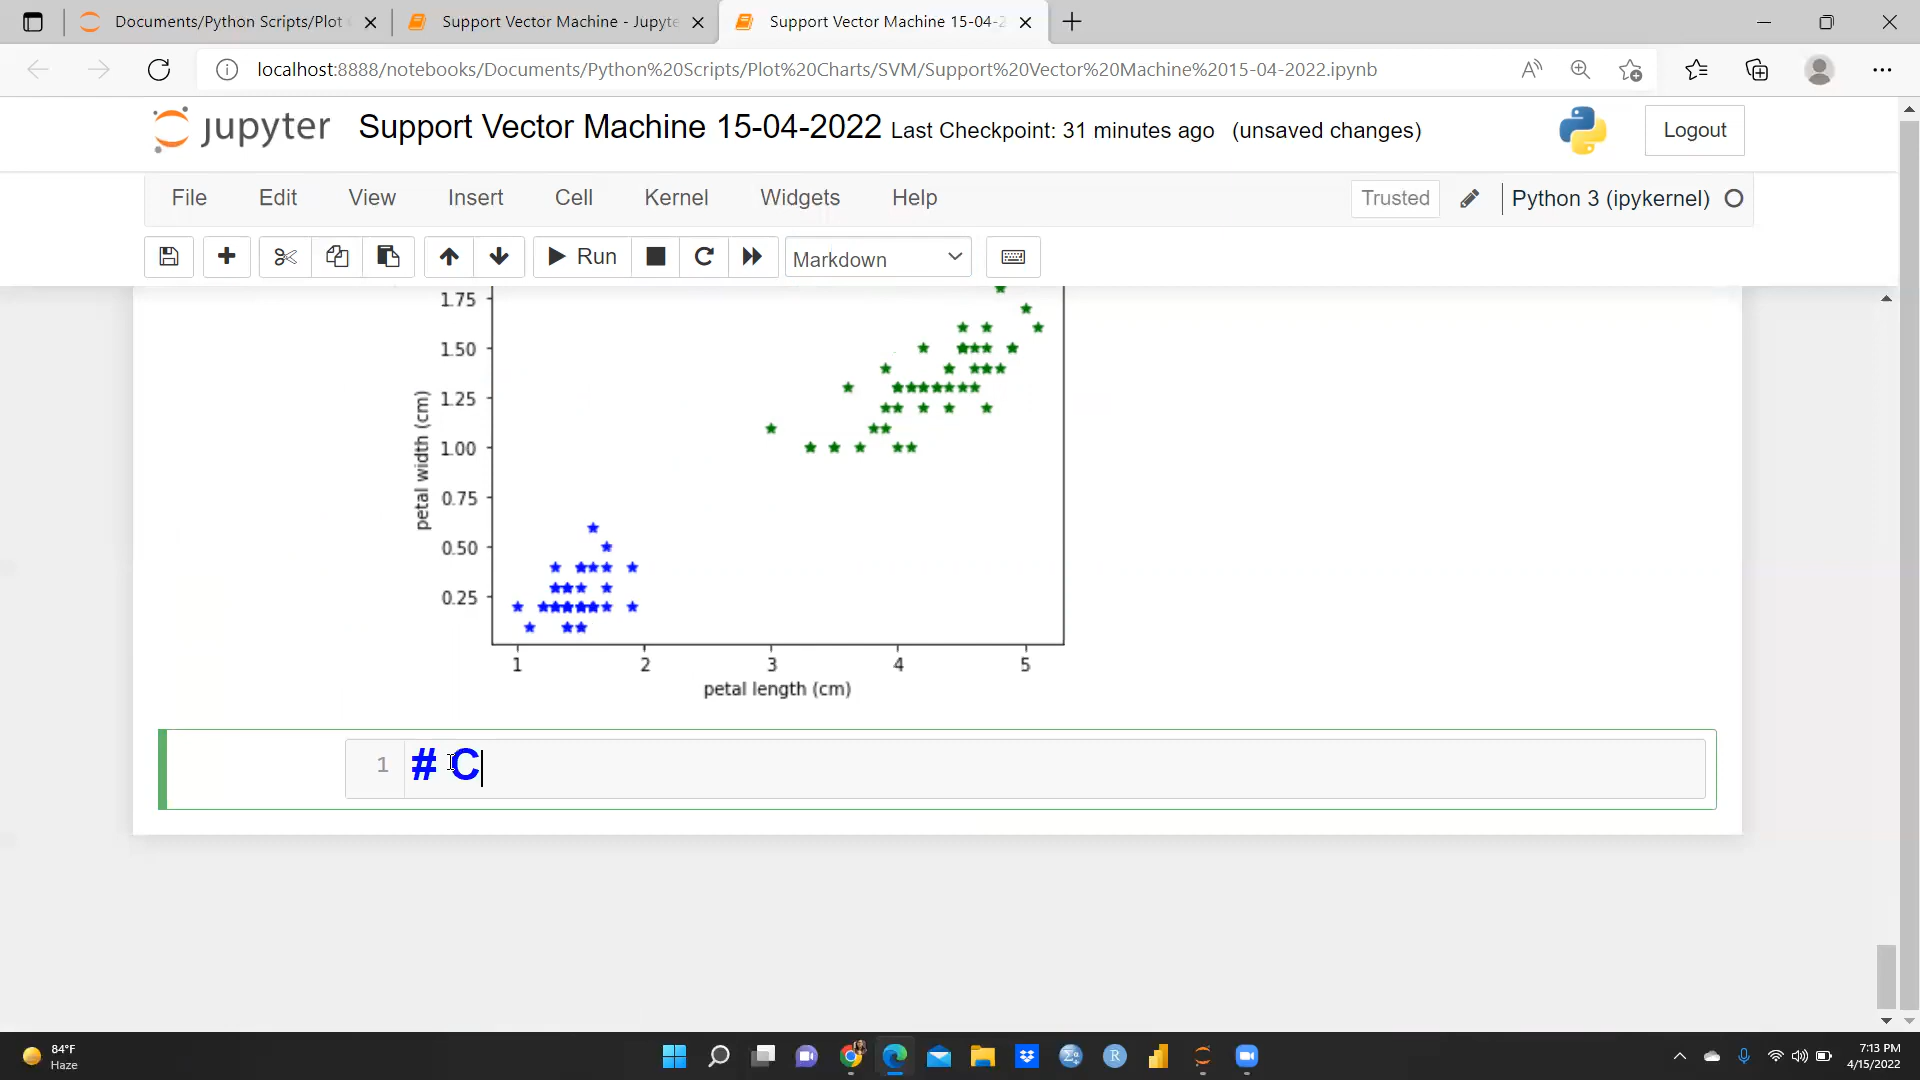 Documents/Python Scripts/Plot
Support Vector Machine - Jupyte
Support Vector Machine 15-04-2
localhost:8888/notebooks/Documents/Python%20Scripts/Plot%20Charts/SVM/Support%20Vector%20Machine%2015-04-2022.ipynb
jupyter Support Vector Machine 15-04-2022 Last Checkpoint: 31 minutes ago (unsaved changes)
Logout
File Edit View Insert Cell Kernel Widgets Help
Trusted
Python 3 (ipykernel)
Run
Markdown
1.75
1.50
1.25
1.00
0.75
0.50
0.25
petal width (cm)
1 2 3 4 5
petal length (cm)
1 # C
84°F
Haze
7:13 PM
4/15/2022